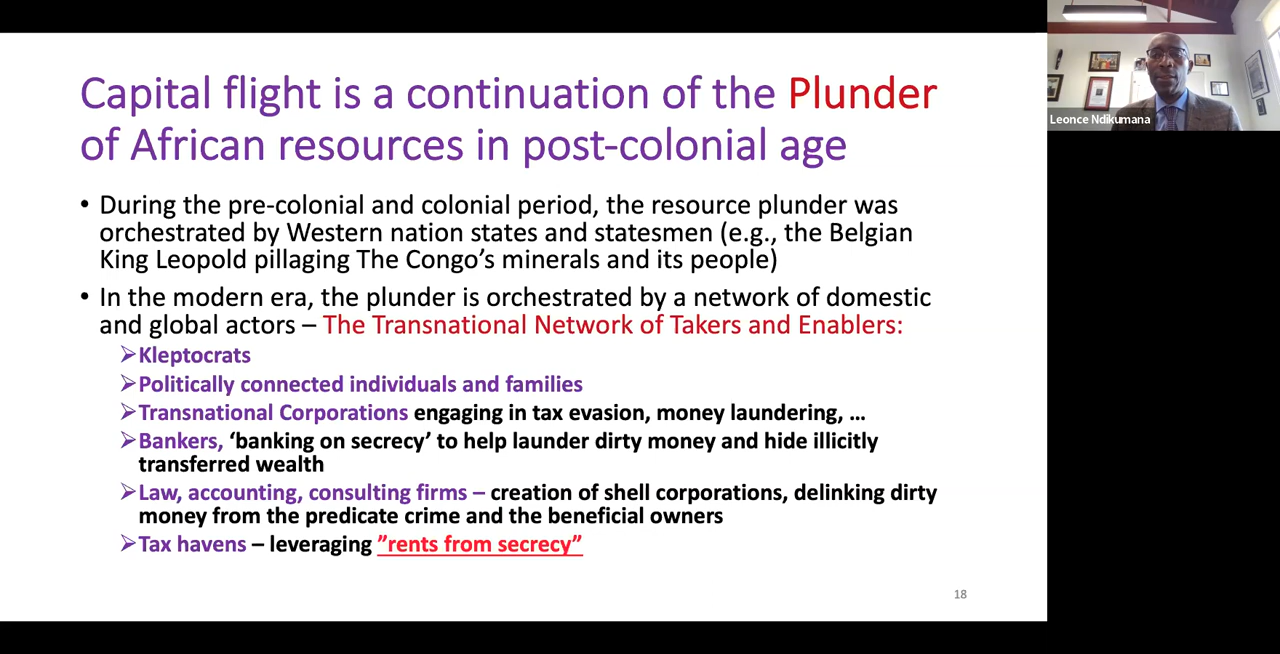 Capital flight is a continuation of the Plunder
of African resources in post-colonial age
• During the pre-colonial and colonial period, the resource plunder was
orchestrated by Western nation states and statesmen (e.g., the Belgian
King Leopold pillaging The Congo’s minerals and its people)
• In the modern era, the plunder is orchestrated by a network of domestic
and global actors – The Transnational Network of Takers and Enablers:
➢Kleptocrats
➢Politically connected individuals and families
➢Transnational Corporations engaging in tax evasion, money laundering, …
➢Bankers, ‘banking on secrecy’ to help launder dirty money and hide illicitly
transferred wealth
➢Law, accounting, consulting firms – creation of shell corporations, delinking dirty
money from the predicate crime and the beneficial owners
➢Tax havens – leveraging ”rents from secrecy”
18
Leonce Ndikumana